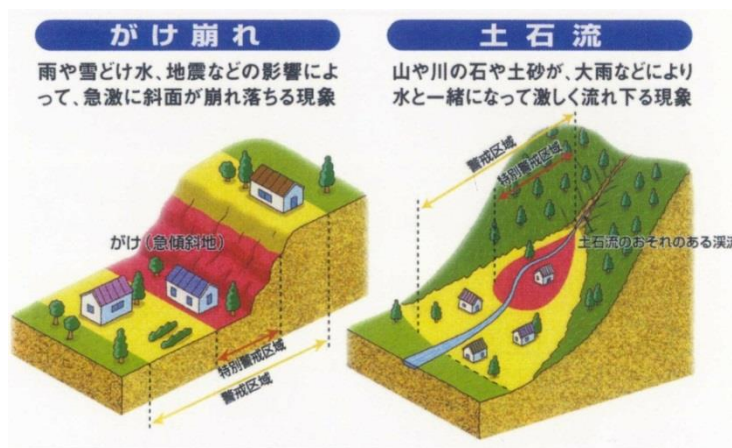 がけ崩れ
雨や雪どけ水、地震などの影響によ
って、急激に斜面が崩れ落ちる現象
がけ(急傾斜地)
特別警戒区域
警戒区域
土石流
山や川の石や土砂が、大雨などにより
水と一緒になって激しく流れ下る現象
警戒区域
特別警戒区域
土石流のおそれのある渓流